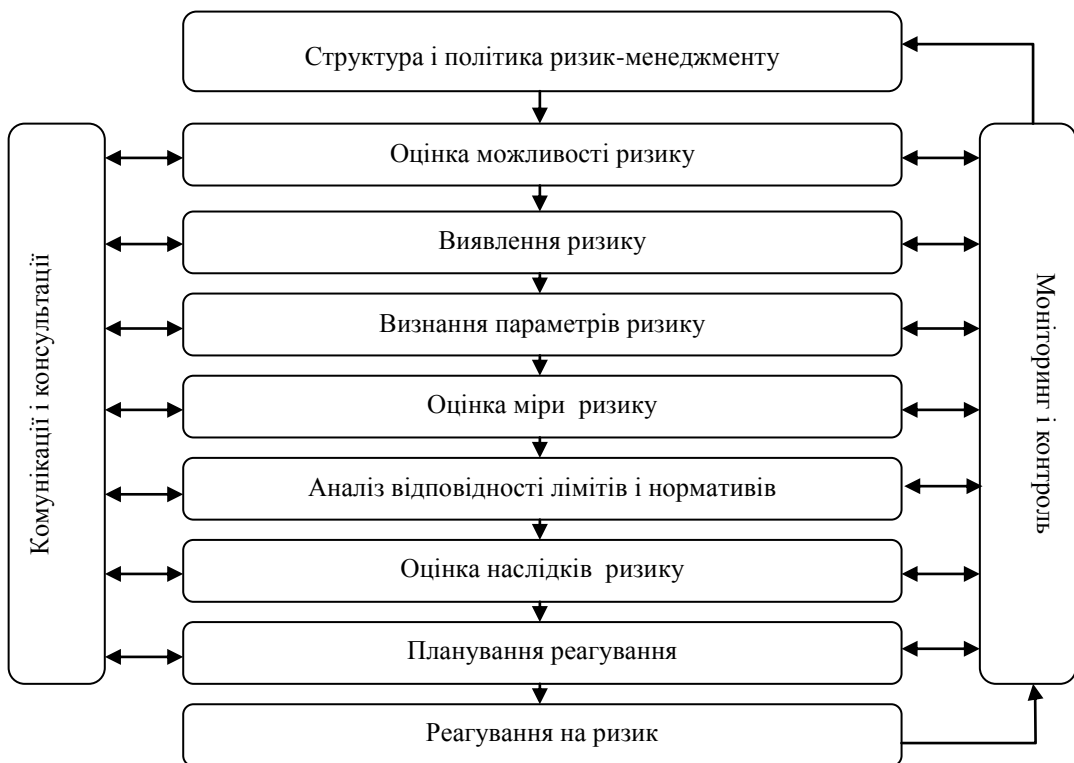 Структура і політика ризик-менеджменту
Оцінка можливості ризику
Виявлення ризику
Визнання параметрів ризику
Оцінка міри  ризику
Аналіз відповідності лімітів і нормативів
Оцінка наслідків  ризику
Планування реагування
Реагування на ризик
Комунікації і консультації
Моніторинг і контроль